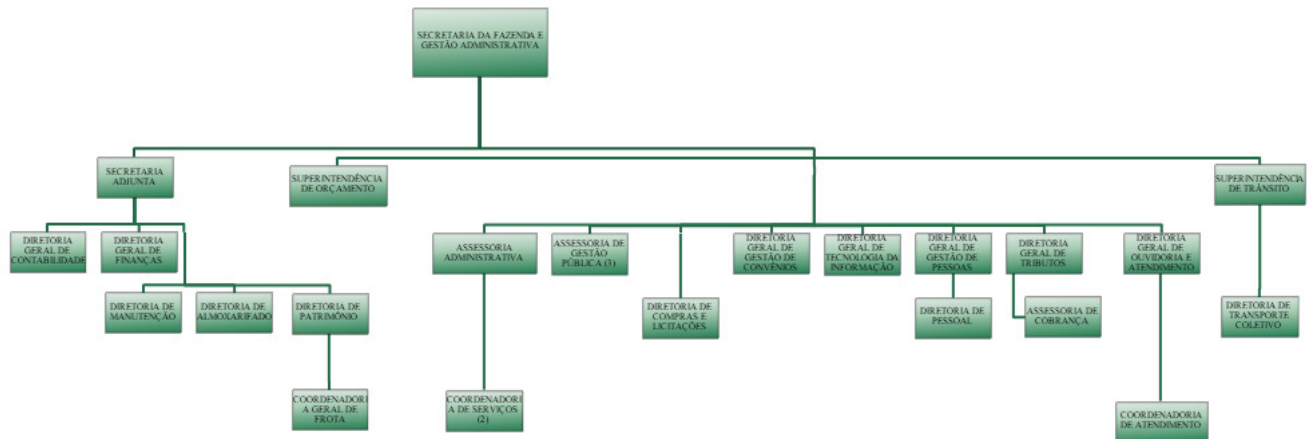 SECRETARIA DA FAZENDA E
GESTÃO ADMINISTRATIVA
SECRETARIA
ADJUNTA
SUPERINTENDÊNCIA
DE ORÇAMENTO
SUPERINTENDÊNCIA
DE TRÂNSITO
DIRETORIA
GERAL DE
CONTABILIDADE
DIRETORIA
GERAL DE
FINANÇAS
ASSESSORIA
ADMINISTRATIVA
ASSESSORIA DE
GESTÃO
PÚBLICA (3)
DIRETORIA
GERAL DE
GESTÃO DE
CONVÊNIOS
DIRETORIA
GERAL DE
TECNOLOGIA DA
INFORMAÇÃO
DIRETORIA
GERAL DE
GESTÃO DE
PESSOAS
DIRETORIA
GERAL DE
TRIBUTOS
DIRETORIA
GERAL DE
OUVIDORIA E
ATENDIMENTO
DIRETORIA DE
MANUTENÇÃO
DIRETORIA DE
ALMOXARIFADO
DIRETORIA DE
PATRIMÔNIO
DIRETORIA DE
COMPRAS E
LICITAÇÕES
DIRETORIA DE
PESSOAL
ASSESSORIA DE
COBRANÇA
DIRETORIA DE
TRANSPORTE
COLETIVO
COORDENADORI
A GERAL DE
FROTA
COORDENADORI
A DE SERVIÇOS
(2)
COORDENADORIA
DE ATENDIMENTO